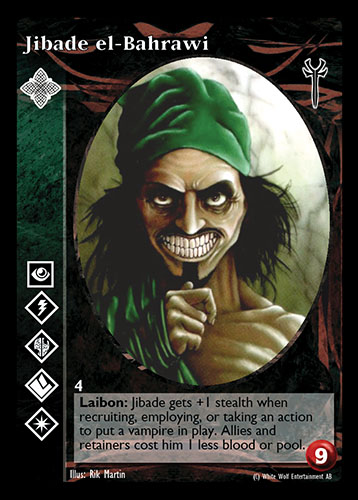 Jibade el-Bahrawi
4
Laibon: Jibade gets +1 stealth when
recruiting, employing, or taking an action
to put a vampire in play. Allies and
retainers cost him 1 less blood or pool.
9
Illus: Rik Martin
(C) White Wolf Entertainment AB